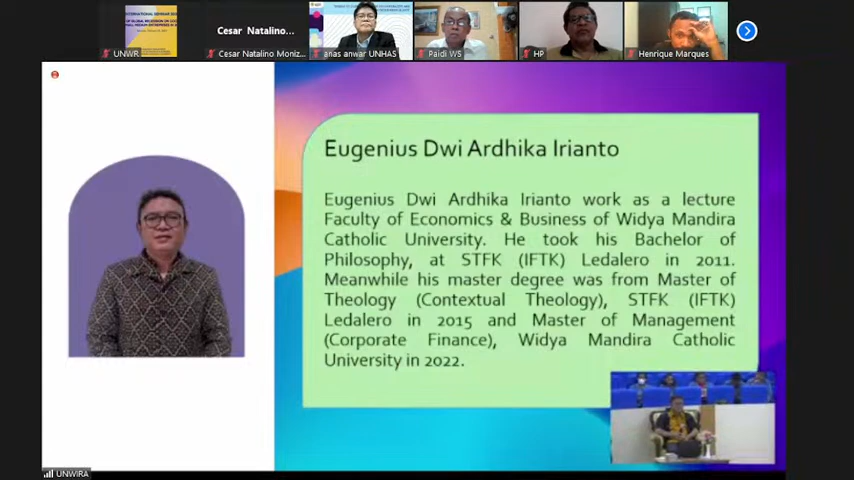 Cesar Natalino...
UNWR
Cesar Natalino Moniz...
anas anwar UNHAS
Paidi WS
HP
Henrique Marques
Eugenius Dwi Ardhika Irianto
Eugenius Dwi Ardhika Irianto work as a lecture
Faculty of Economics & Business of Widya Mandira
Catholic University. He took his Bachelor of
Philosophy, at STFK (IFTK) Ledalero in 2011.
Meanwhile his master degree was from Master of
Theology (Contextual Theology), STFK (IFTK)
Ledalero in 2015 and Master of Management
(Corporate Finance), Widya Mandira Catholic
University in 2022.
UNWIRA